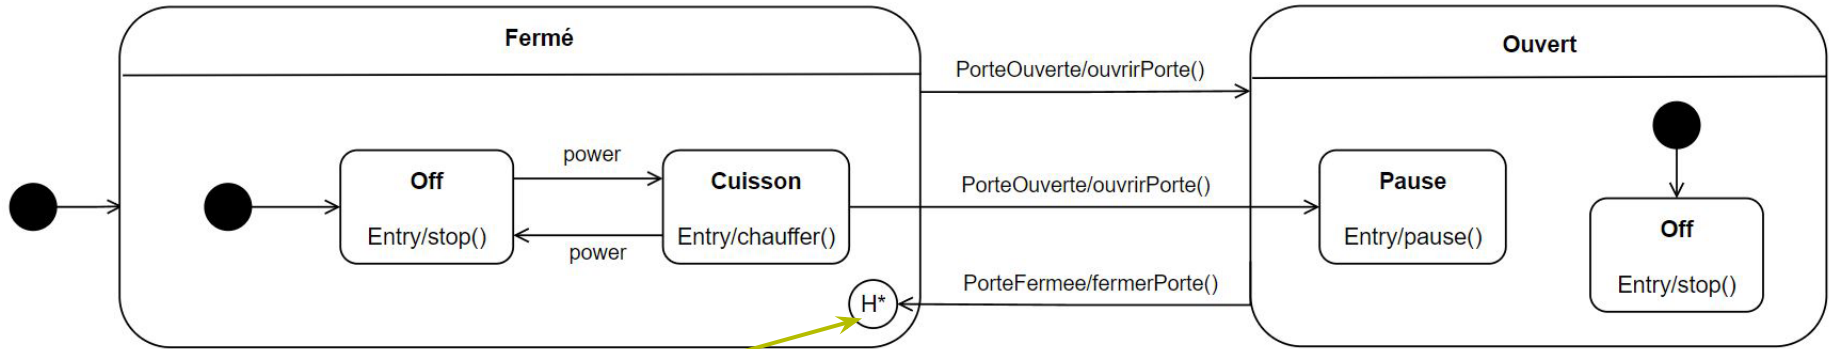 Fermé
Ouvert
PorteOuverte/ouvrirPorte()
power
Off
Entry/stop()
Cuisson
Entry/chauffer()
power
PorteOuverte/ouvrirPorte()
Pause
Entry/pause()
Off
Entry/stop()
PorteFermee/fermerPorte()
H*